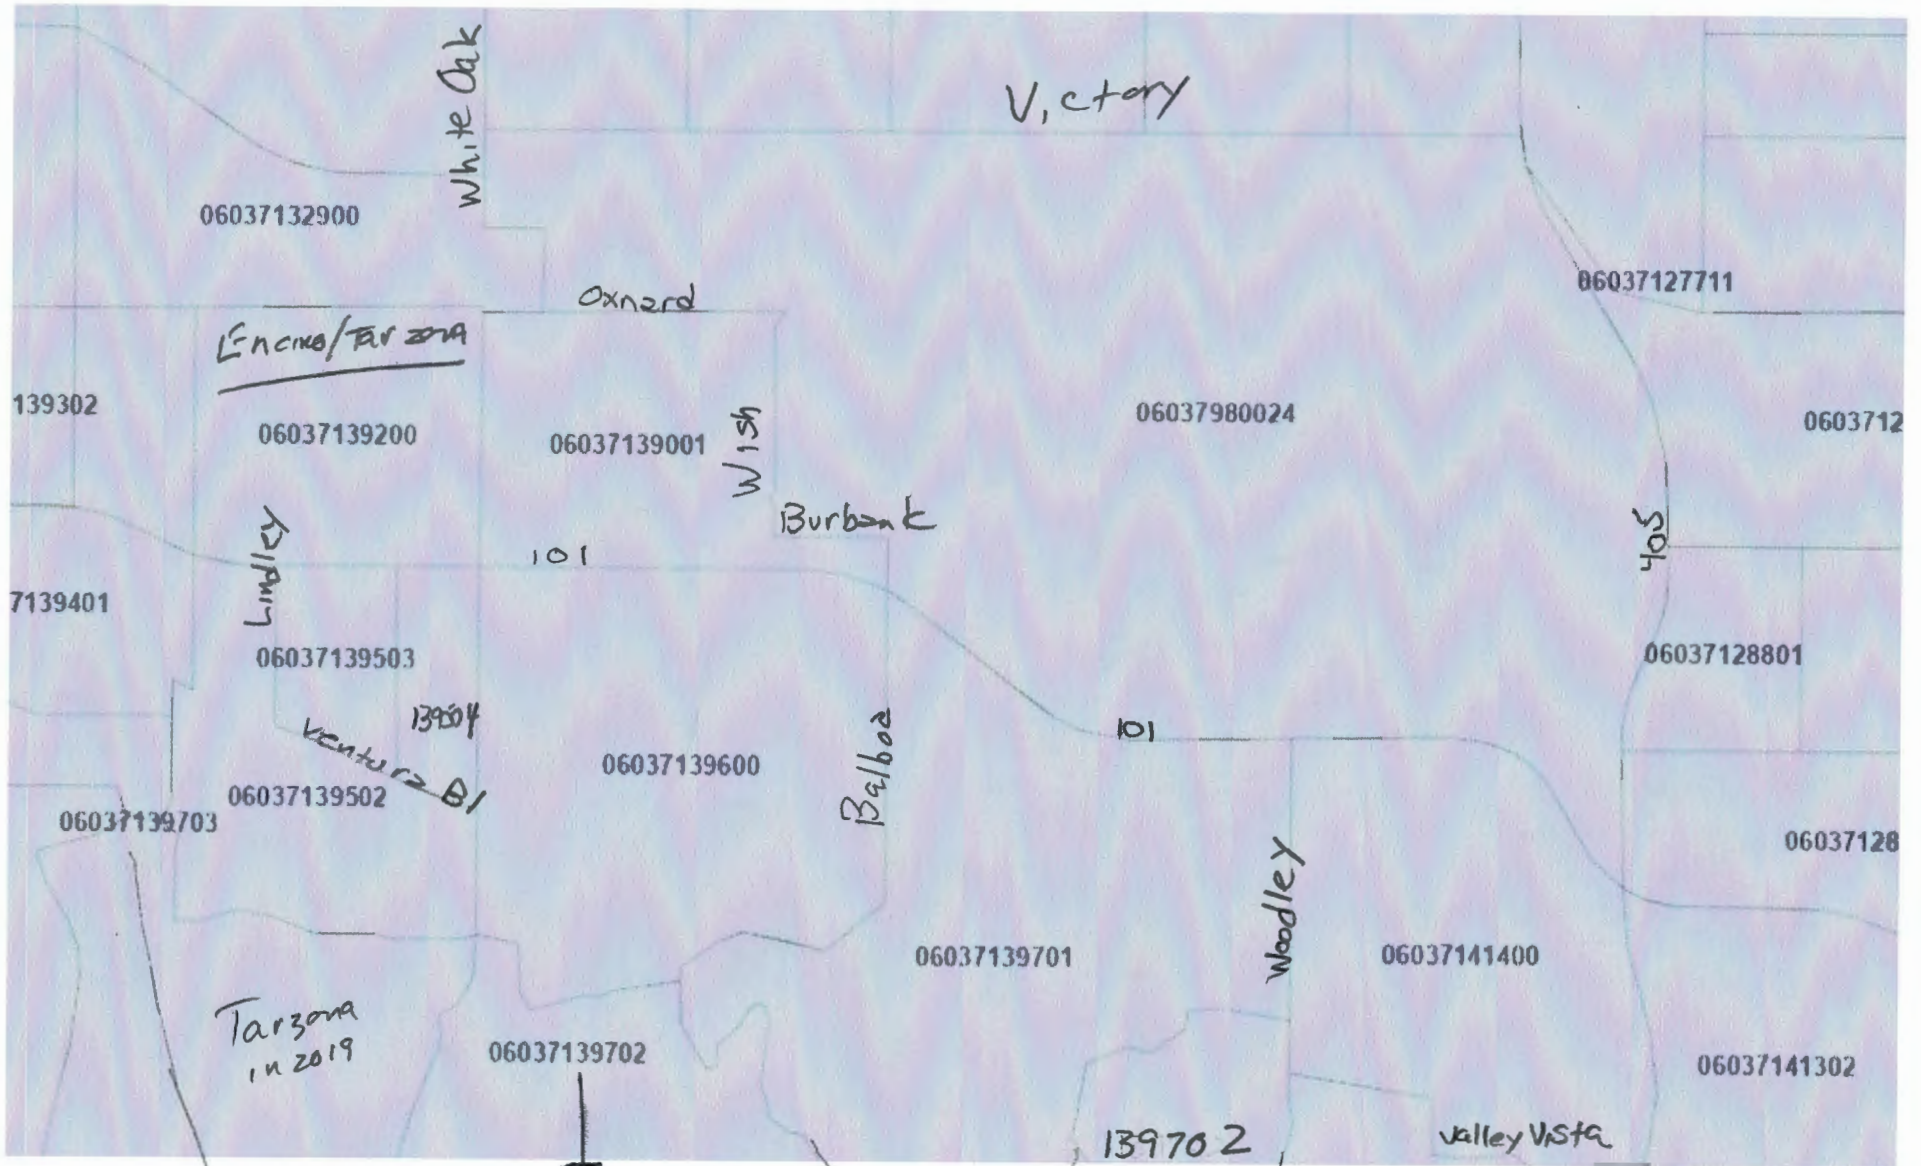 White Oak
Victory
06037132900
06037127711
Oxnard
Encino/Tarzana
139302
06037139200
06037139001
Wish
06037980024
0603712
Burbank
405
Lindley
101
7139401
06037139503
06037128801
139504
Ventura Bl
101
06037139600
Balboa
06037139502
06037139703
06037128
Woodley
06037139701
06037141400
Tarzana
in 2019
06037139702
06037141302
139702
Valley Vista